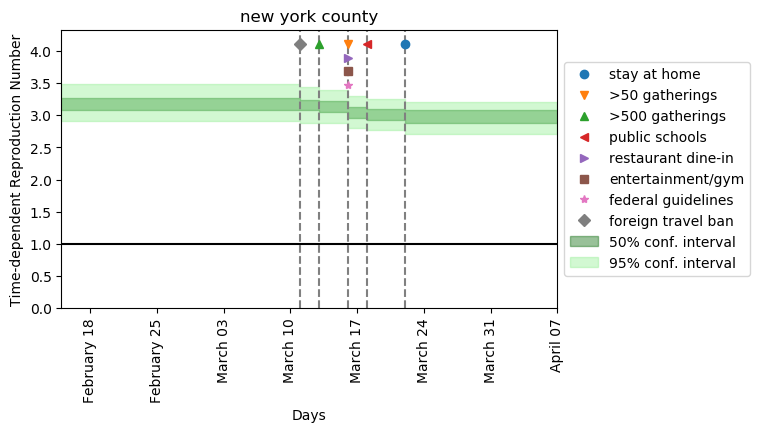 new york county
Time-dependent Reproduction Number
4.0
3.5
3.0
2.5
2.0
1.5
1.0
0.5
0.0
February 18
February 25
March 03
March 10
March 17
March 24
March 31
April 07
Days
stay at home
>50 gatherings
>500 gatherings
public schools
restaurant dine-in
entertainment/gym
federal guidelines
foreign travel ban
50% conf. interval
95% conf. interval